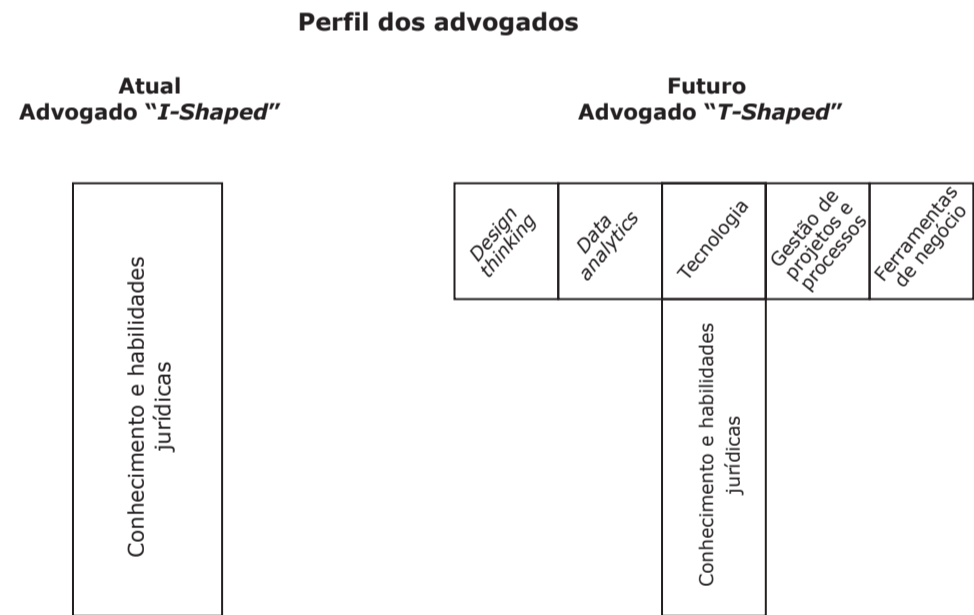 Perfil dos advogados
Atual
Advogado “I-Shaped”
Futuro
Advogado “T-Shaped”
Conhecimento e habilidades
jurídicas
Design
thinking
Data
analytics
Tecnologia
Gestão de
projetos e
processos
Ferramentas
de negócio
Conhecimento e habilidades
jurídicas